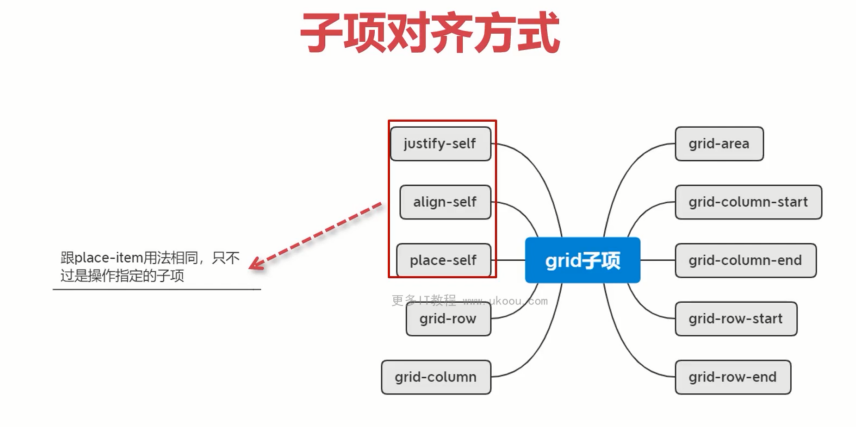 子项对齐方式
justify-self
align-self
place-self
grid-row
grid-column
跟place-item用法相同，只不
过是操作指定的子项
更多IT教程 www.ukoou.com
grid子项
grid-area
grid-column-start
grid-column-end
grid-row-start
grid-row-end